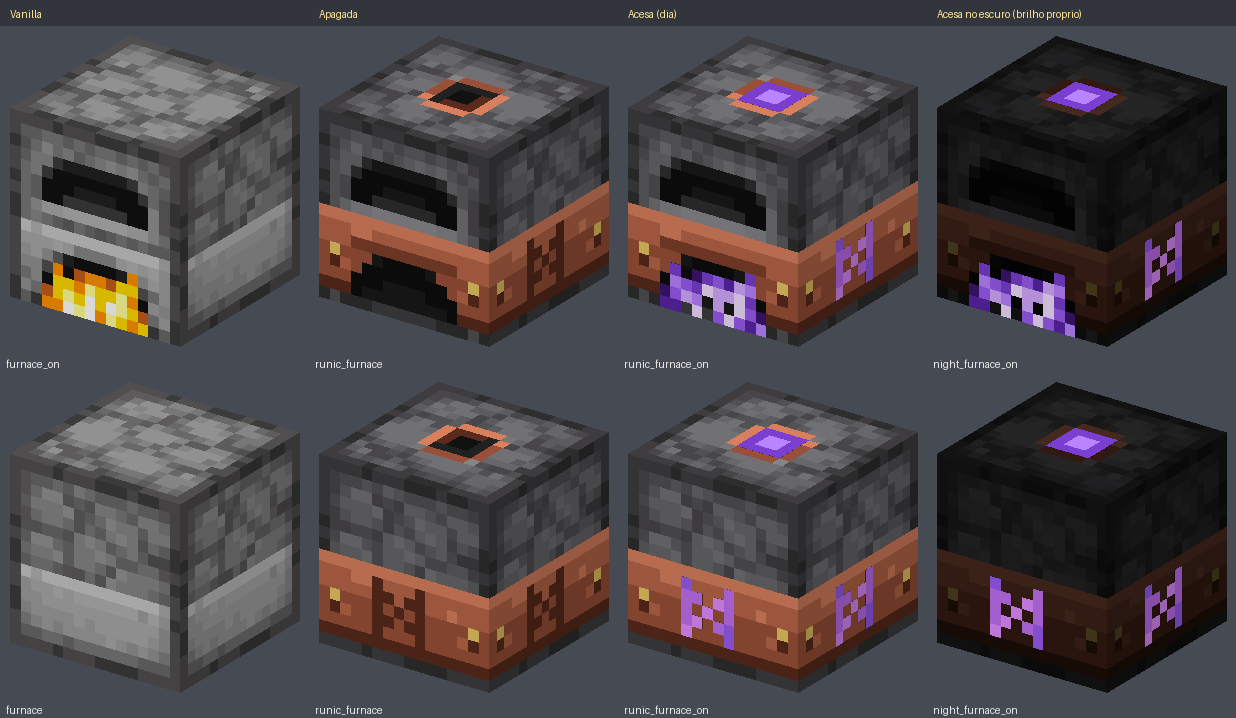 Vanilla
Apagada
Acesa (dia)
Acesa no escuro (brilho proprio)
furnace_on
runic_furnace
runic_furnace_on
night_furnace_on
furnace
runic_furnace
runic_furnace_on
night_furnace_on